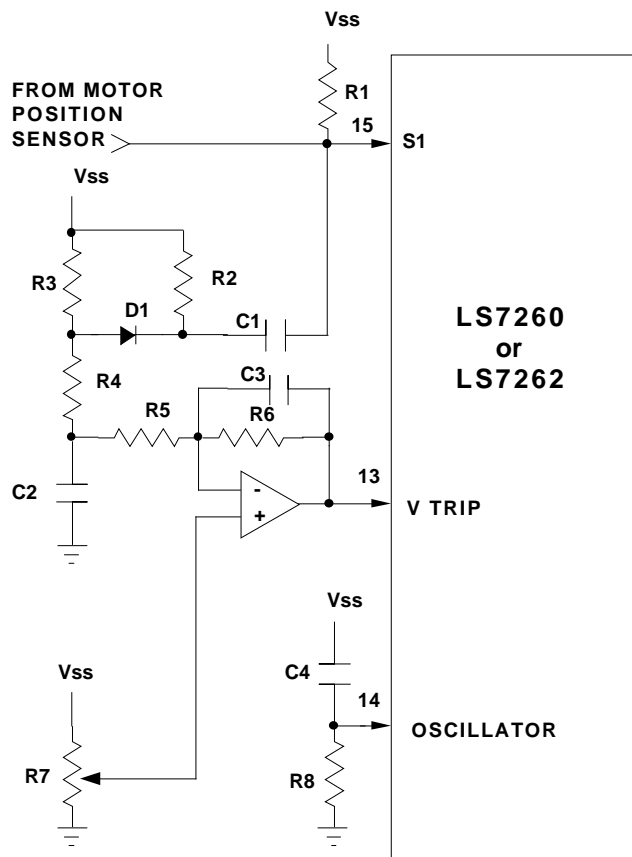 Vss
R1
FROM MOTOR
POSITION
SENSOR
15
S1
Vss
R3
R2
D1
C1
LS7260
or
LS7262
R4
C3
R5
R6
C2
-
+
13
V TRIP
Vss
C4
14
OSCILLATOR
Vss
R7
R8